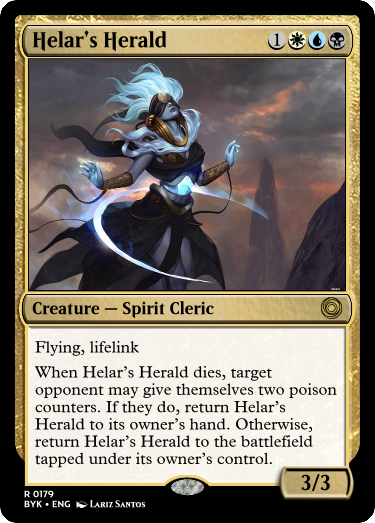 Helar's Herald 1
Creature — Spirit Cleric
Flying, lifelink
When Helar's Herald dies, target
opponent may give themselves two poison
counters. If they do, return Helar's
Herald to its owner's hand. Otherwise,
return Helar's Herald to the battlefield
tapped under its owner's control.
3/3
R 0179
BYK • ENG Lariz Santos